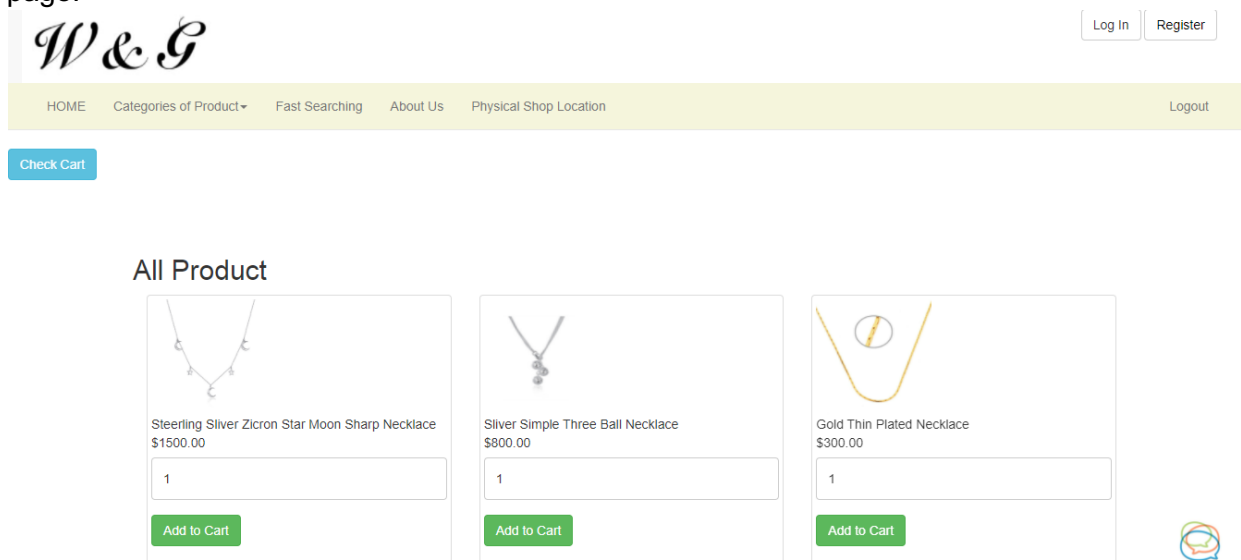 page.
W & G
Log In Register
HOME Categories of Product Fast Searching About Us Physical Shop Location Logout
Check Cart
All Product
Steerling Sliver Zicron Star Moon Sharp Necklace
$1500.00
1
Add to Cart
Sliver Simple Three Ball Necklace
$800.00
1
Add to Cart
Gold Thin Plated Necklace
$300.00
1
Add to Cart